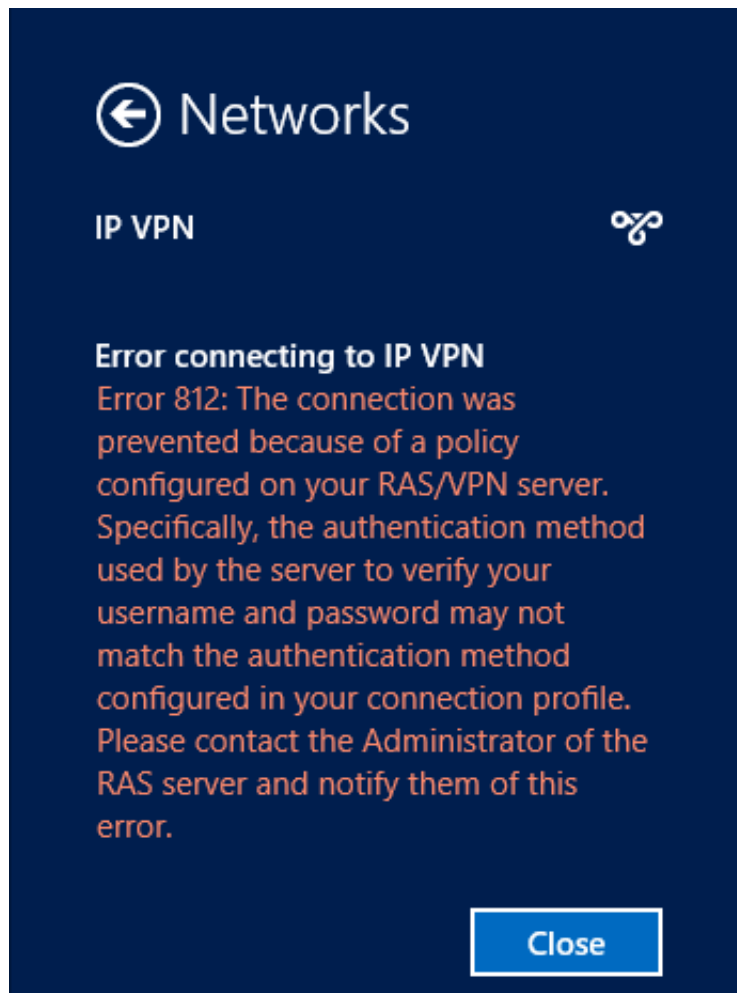 Networks
IP VPN
Error connecting to IP VPN
Error 812: The connection was
prevented because of a policy
configured on your RAS/VPN server.
Specifically, the authentication method
used by the server to verify your
username and password may not
match the authentication method
configured in your connection profile.
Please contact the Administrator of the
RAS server and notify them of this
error.
Close